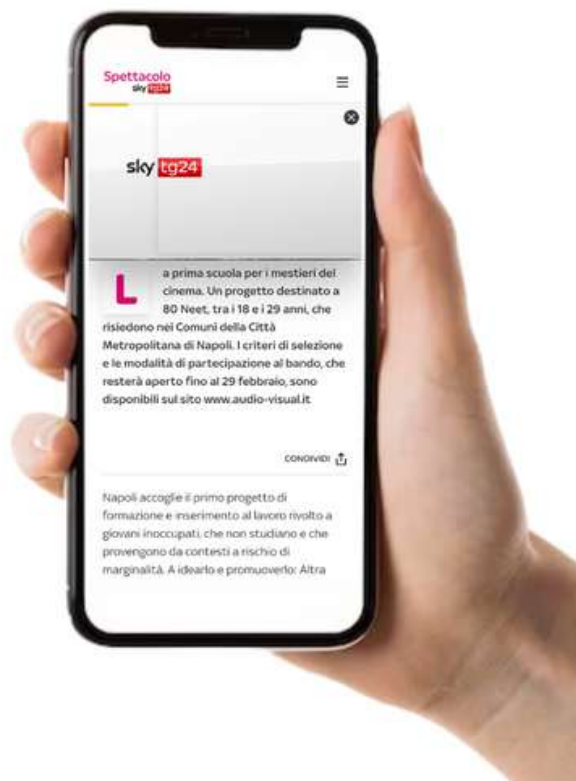 Spettacolo
sky tg24
sky tg24
La prima scuola per i mestieri del
cinema. Un progetto destinato a
80 Neet, tra i 18 e i 29 anni, che
risiedono nei Comuni della Città
Metropolitana di Napoli. I criteri di selezione
e le modalità di partecipazione al bando, che
resterà aperto fino al 29 febbraio, sono
disponibili sul sito www.audio-visual.it
CONDIVIDI
Napoli accoglie il primo progetto di
formazione e inserimento al lavoro rivolto a
giovani inoccupati, che non studiano e che
provengono da contesti a rischio di
marginalità. A idearlo e promuoverlo: Altra